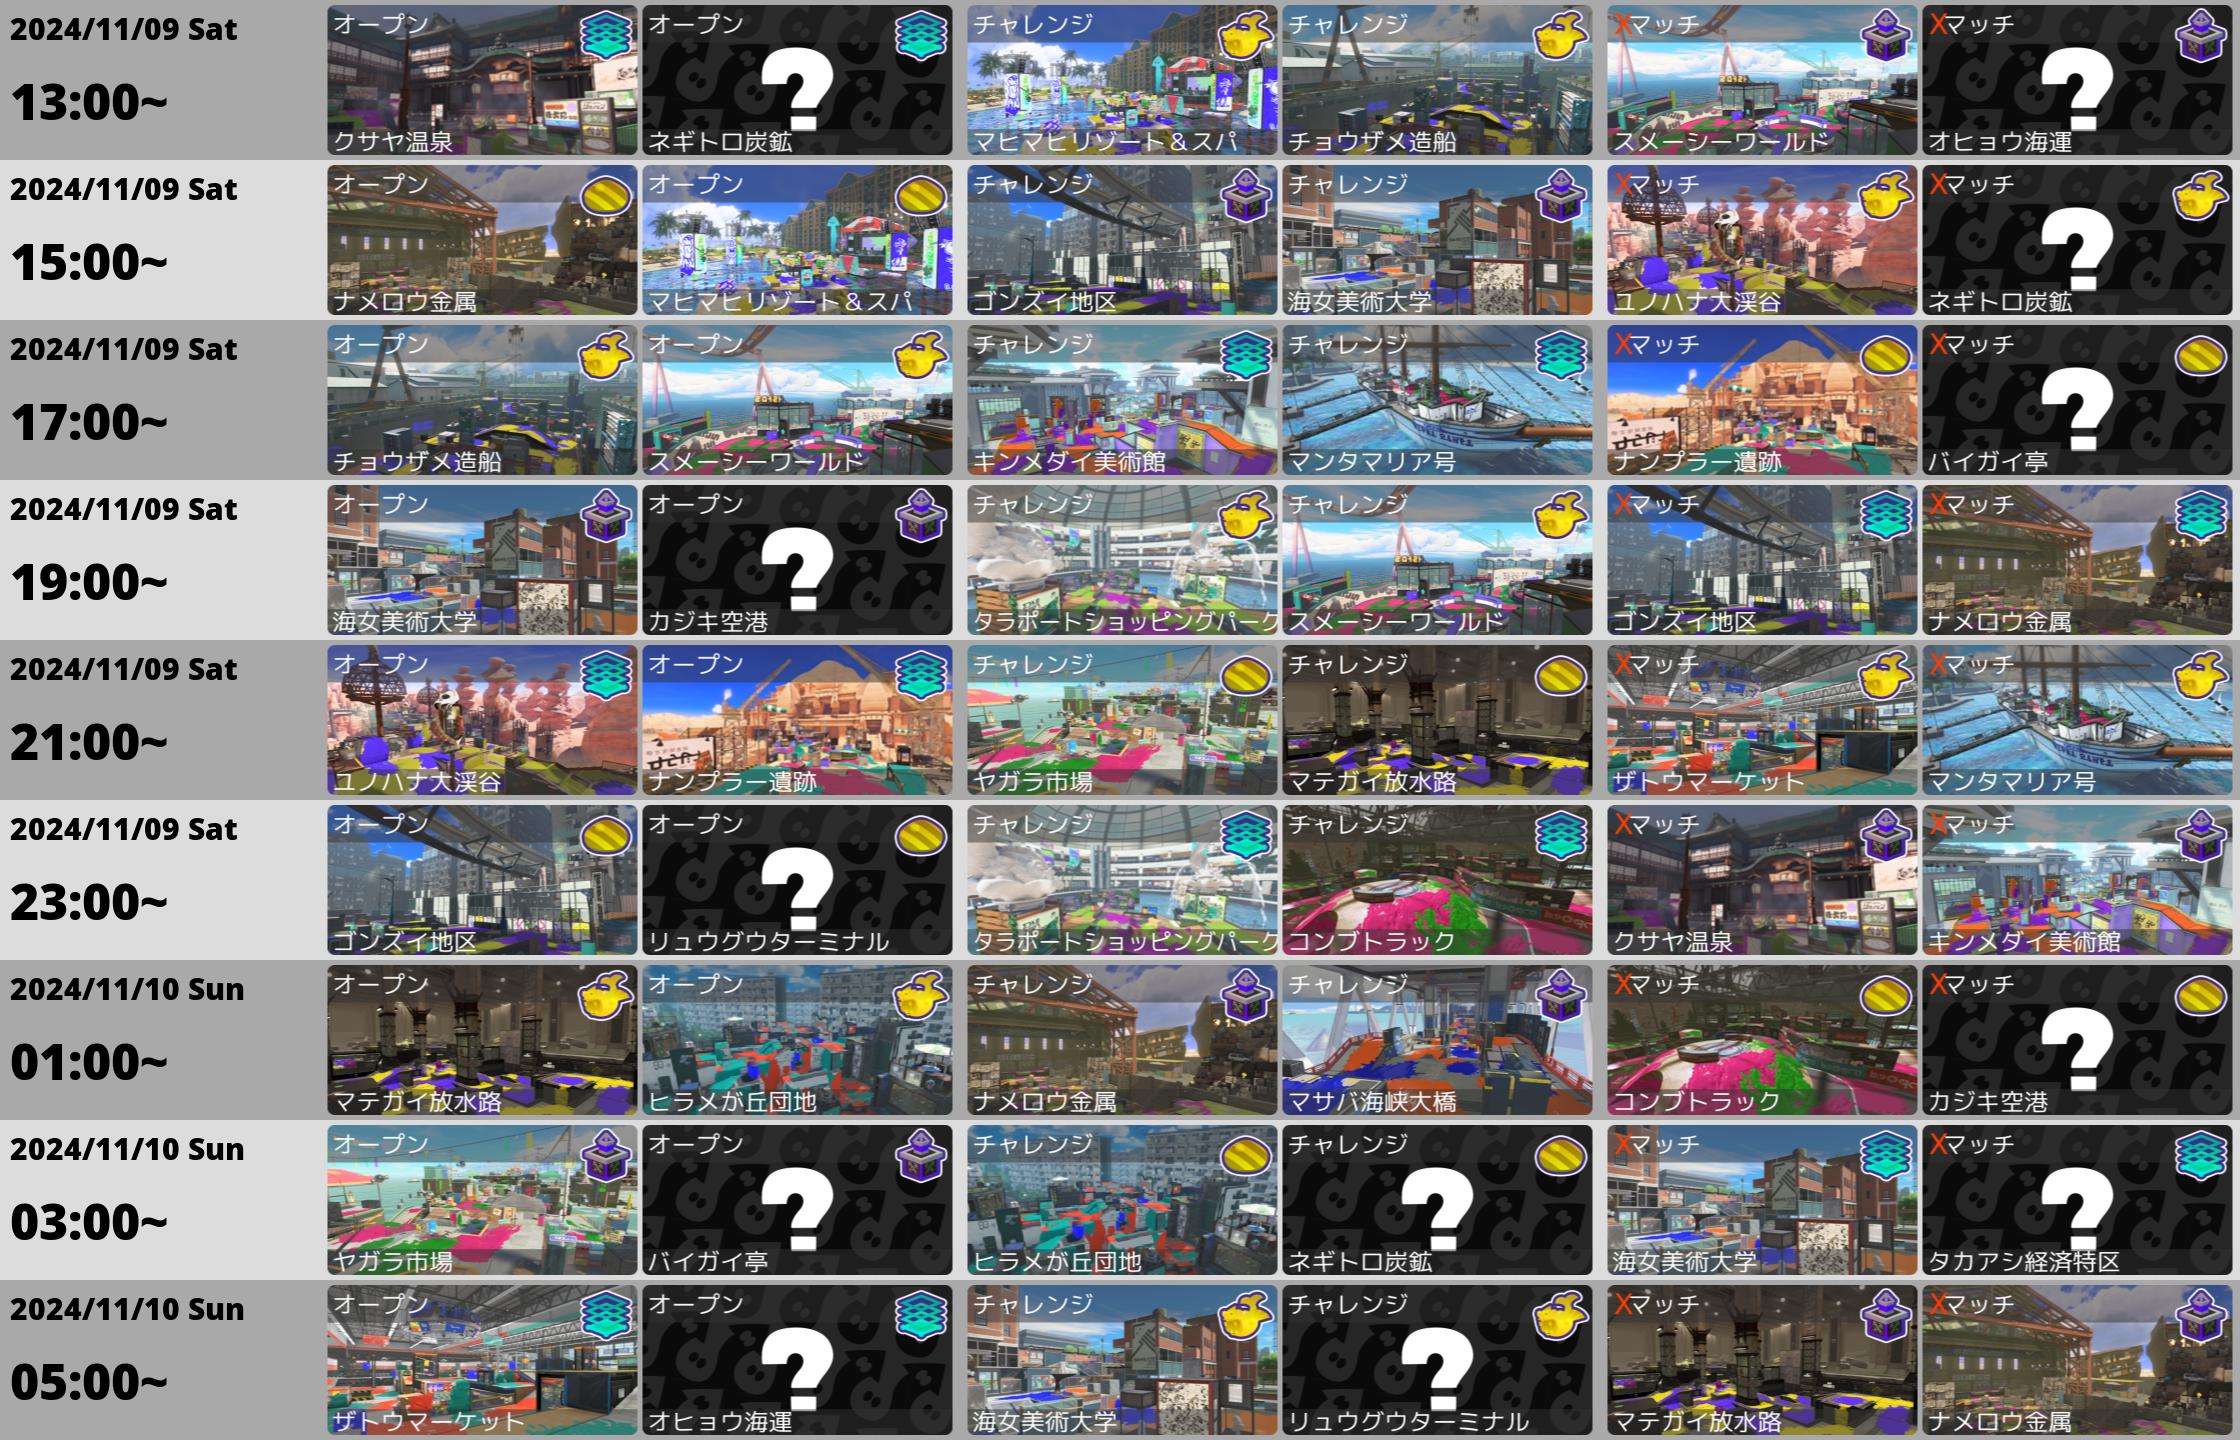 2024/11/09 Sat
13:00~
オープン
クサヤ温泉
オープン
?
ネギトロ炭鉱
チャレンジ
マヒマヒリゾート＆スパ
チャレンジ
チョウザメ造船
Xマッチ
スメーシーワールド
Xマッチ
?
オヒョウ海運
2024/11/09 Sat
15:00~
オープン
ナメロウ金属
オープン
マヒマヒリゾート＆スパ
チャレンジ
ゴンズイ地区
チャレンジ
海女美術大学
Xマッチ
ユノハナ大渓谷
Xマッチ
?
ネギトロ炭鉱
2024/11/09 Sat
17:00~
オープン
チョウザメ造船
オープン
スメーシーワールド
チャレンジ
キンメダイ美術館
チャレンジ
マンタマリア号
Xマッチ
ナンプラー遺跡
Xマッチ
?
バイガイ亭
2024/11/09 Sat
19:00~
オープン
海女美術大学
オープン
?
カジキ空港
チャレンジ
タラポートショッピングパーク
チャレンジ
スメーシーワールド
Xマッチ
ゴンズイ地区
Xマッチ
ナメロウ金属
2024/11/09 Sat
21:00~
オープン
ユノハナ大渓谷
オープン
ナンプラー遺跡
チャレンジ
ヤガラ市場
チャレンジ
マテガイ放水路
Xマッチ
ザトウマーケット
Xマッチ
マンタマリア号
2024/11/09 Sat
23:00~
オープン
ゴンズイ地区
オープン
?
リュウグウターミナル
チャレンジ
タラポートショッピングパーク
チャレンジ
コンブトラック
Xマッチ
クサヤ温泉
Xマッチ
キンメダイ美術館
2024/11/10 Sun
01:00~
オープン
マテガイ放水路
オープン
ヒラメが丘団地
チャレンジ
ナメロウ金属
チャレンジ
マサバ海峡大橋
Xマッチ
コンブトラック
Xマッチ
?
カジキ空港
2024/11/10 Sun
03:00~
オープン
ヤガラ市場
オープン
?
バイガイ亭
チャレンジ
ヒラメが丘団地
チャレンジ
?
ネギトロ炭鉱
Xマッチ
海女美術大学
Xマッチ
?
タカアシ経済特区
2024/11/10 Sun
05:00~
オープン
ザトウマーケット
オープン
?
オヒョウ海運
チャレンジ
海女美術大学
チャレンジ
?
リュウグウターミナル
Xマッチ
マテガイ放水路
Xマッチ
ナメロウ金属